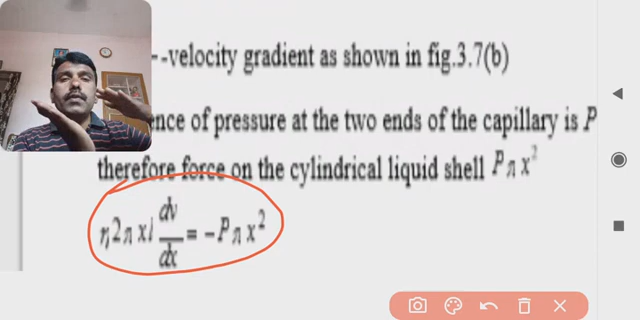 --velocity gradient as shown in fig.3.7(b)
ence of pressure at the two ends of the capillary is P
therefore force on the cylindrical liquid shell Pπx²
η2πxl dv/dx = -Pπx²